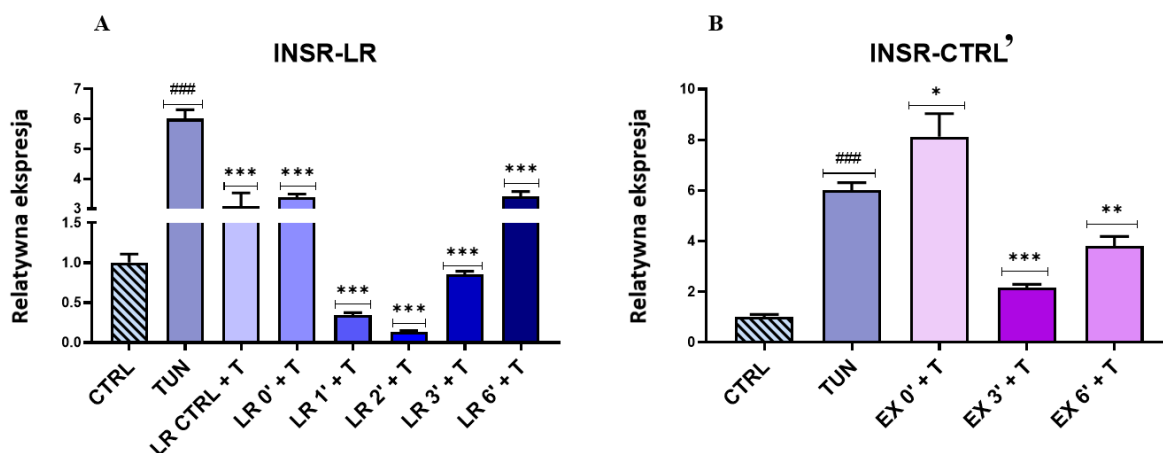 A
INSR-LR
Relatywna ekspresja
7
6
5
4
3
1.5
1.0
0.5
0.0
###
***
***
***
***
***
***
CTRL
TUN
LR CTRL + T
LR 0' + T
LR 1' + T
LR 2' + T
LR 3' + T
LR 6' + T
B
INSR-CTRL’
Relatywna ekspresja
10
8
6
4
2
0
###
*
***
**
CTRL
TUN
EX 0' + T
EX 3' + T
EX 6' + T